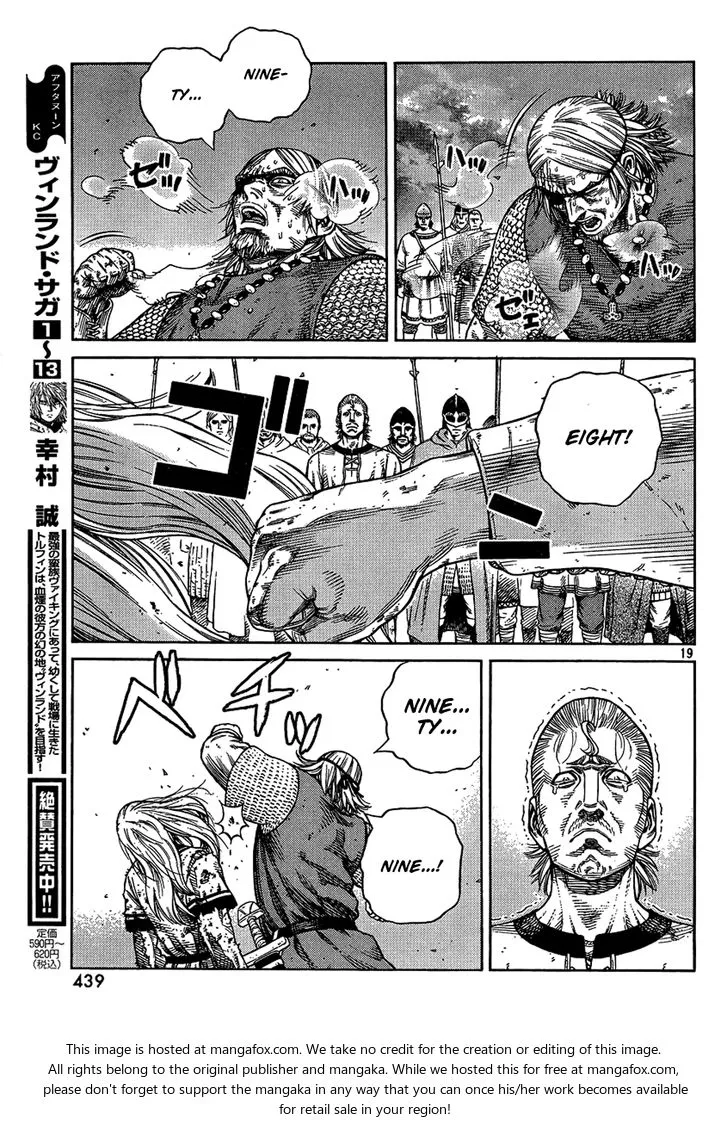 ハッ
ハッ
ゼェ
NINE-
TY...
ゼッ
ハッ
EIGHT!
ゴッ
19
NINE...
TY...
NINE...!
ベチッ
439
アフタヌーン
KC
ヴィンランド・サガ
1～13
幸村 誠
最強の蛮族ヴァイキングにあって、幼くして戦場に生きた
トルフィンは、血煙の彼方の幻の地“ヴィンランド”を目指す!
絶賛発売中!!
定価
590円～
620円
(税込)
This image is hosted at mangafox.com. We take no credit for the creation or editing of this image.
All rights belong to the original publisher and mangaka. While we hosted this for free at mangafox.com,
please don't forget to support the mangaka in any way that you can once his/her work becomes available
for retail sale in your region!